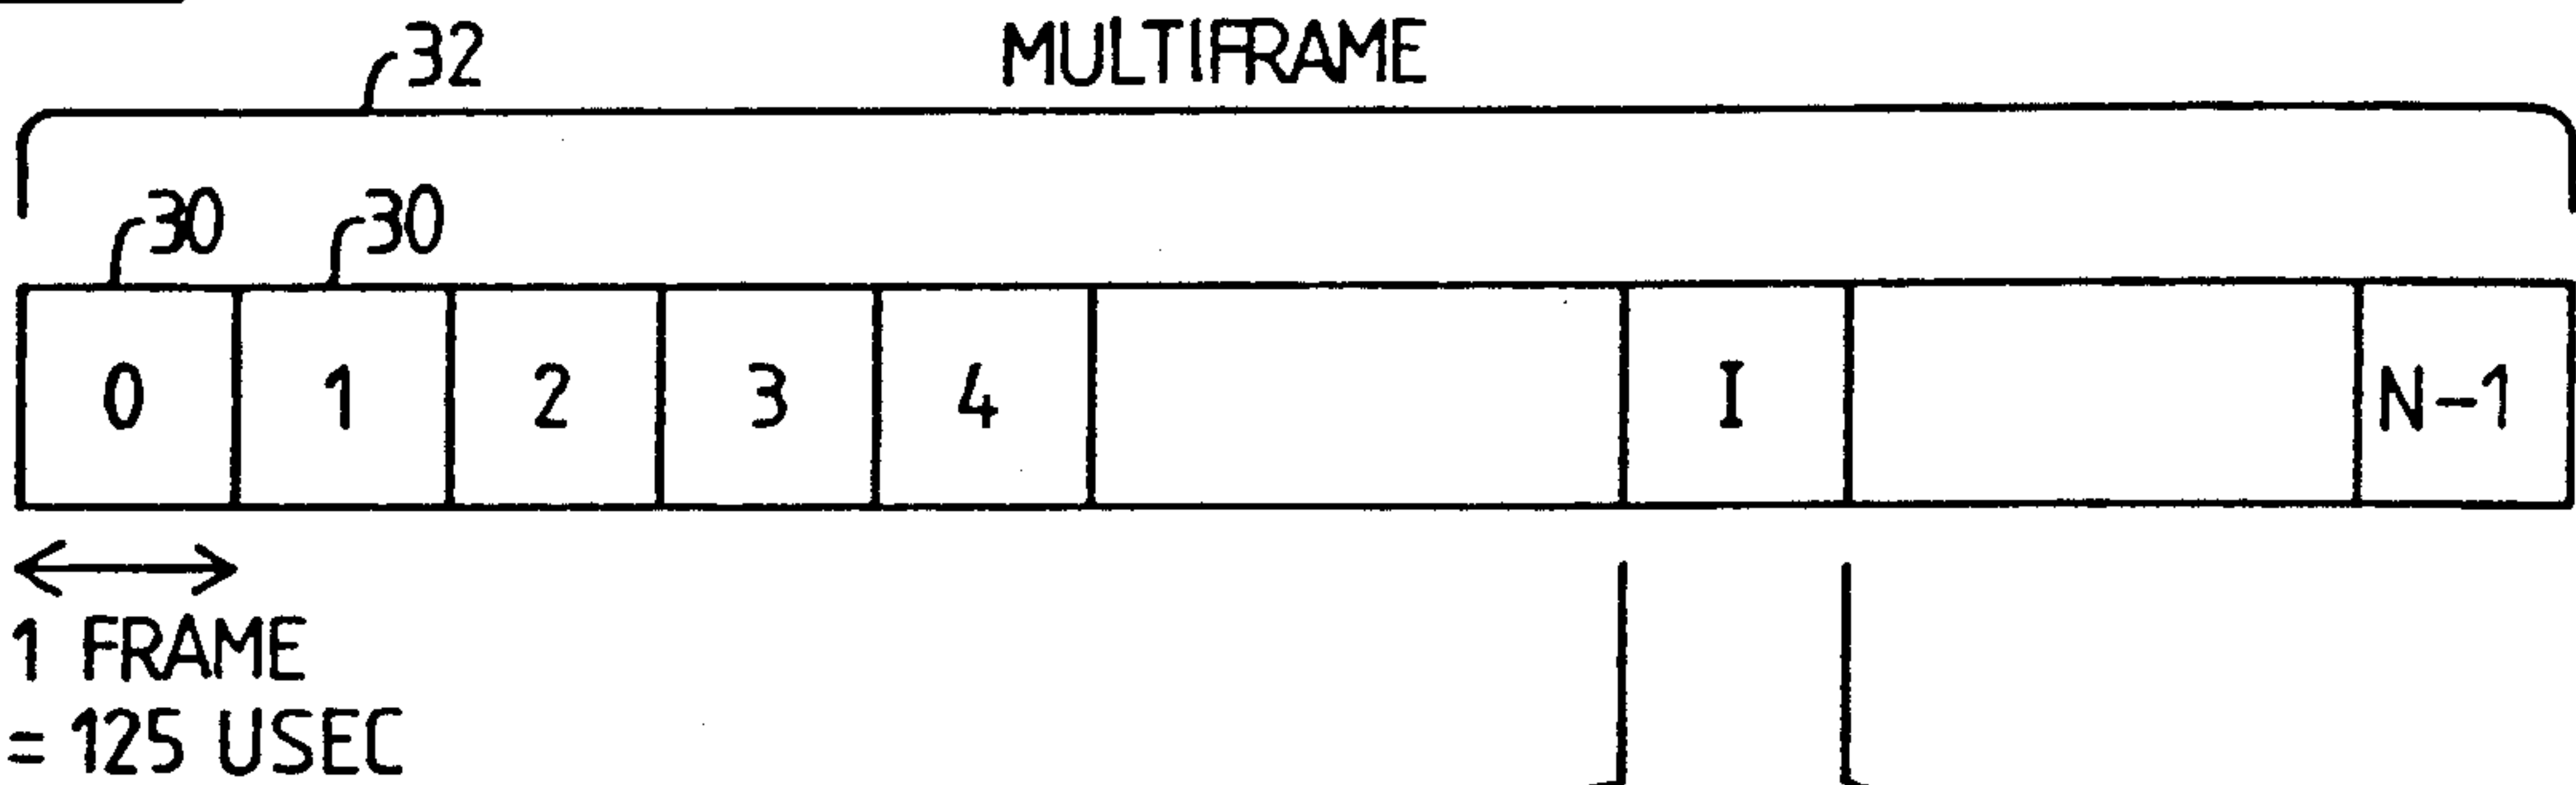 32 MULTIFRAME
30 30
0 1 2 3 4 I N-1
1 FRAME
= 125 USEC